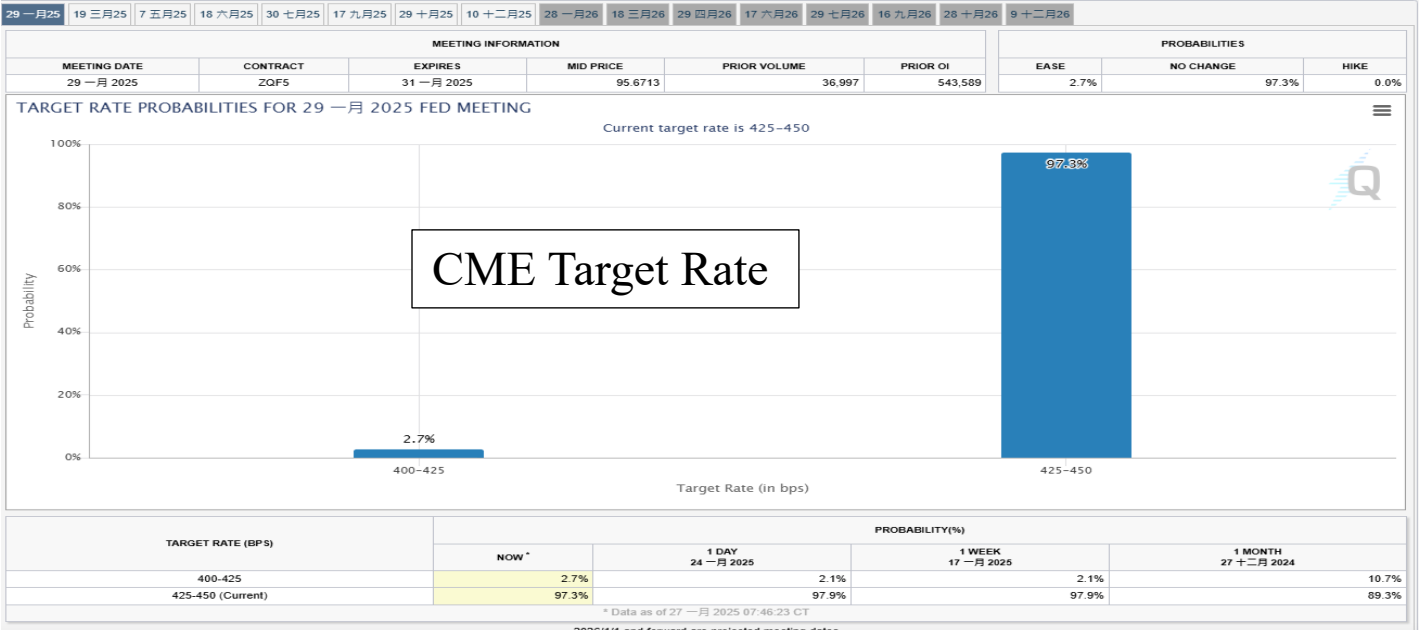 29 一月25 19 三月25 7 五月25 18 六月25 30 七月25 17 九月25 29 十月25 10 十二月25 28 一月26 18 三月26 29 四月26 17 六月26 29 七月26 16 九月26 28 十月26 9 十二月26
MEETING INFORMATION PROBABILITIES
MEETING DATE CONTRACT EXPIRES MID PRICE PRIOR VOLUME PRIOR OI EASE NO CHANGE HIKE
29 一月 2025 ZQF5 31 一月 2025 95.6713 36,997 543,589 2.7% 97.3% 0.0%
TARGET RATE PROBABILITIES FOR 29 一月 2025 FED MEETING
Current target rate is 425-450
100%
97.3%
Q
80%
CME Target Rate
60%
Probability
40%
20%
2.7%
0%
400-425 425-450
Target Rate (in bps)
TARGET RATE (BPS) PROBABILITY(%)
NOW * 1 DAY 1 WEEK 1 MONTH
24 一月 2025 17 一月 2025 27 十二月 2024
400-425 2.7% 2.1% 2.1% 10.7%
425-450 (Current) 97.3% 97.9% 97.9% 89.3%
* Data as of 27 一月 2025 07:46:23 CT